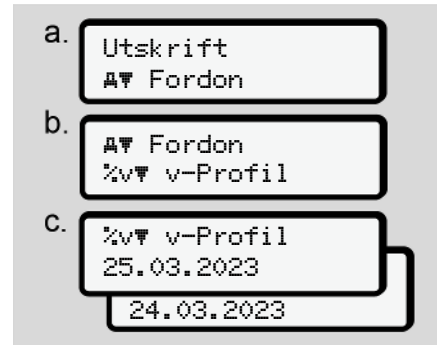 a.
Utskrift
Fordon
b.
Fordon
%v▼ v-Profil
c.
%v▼ v-Profil
25.03.2023
24.03.2023